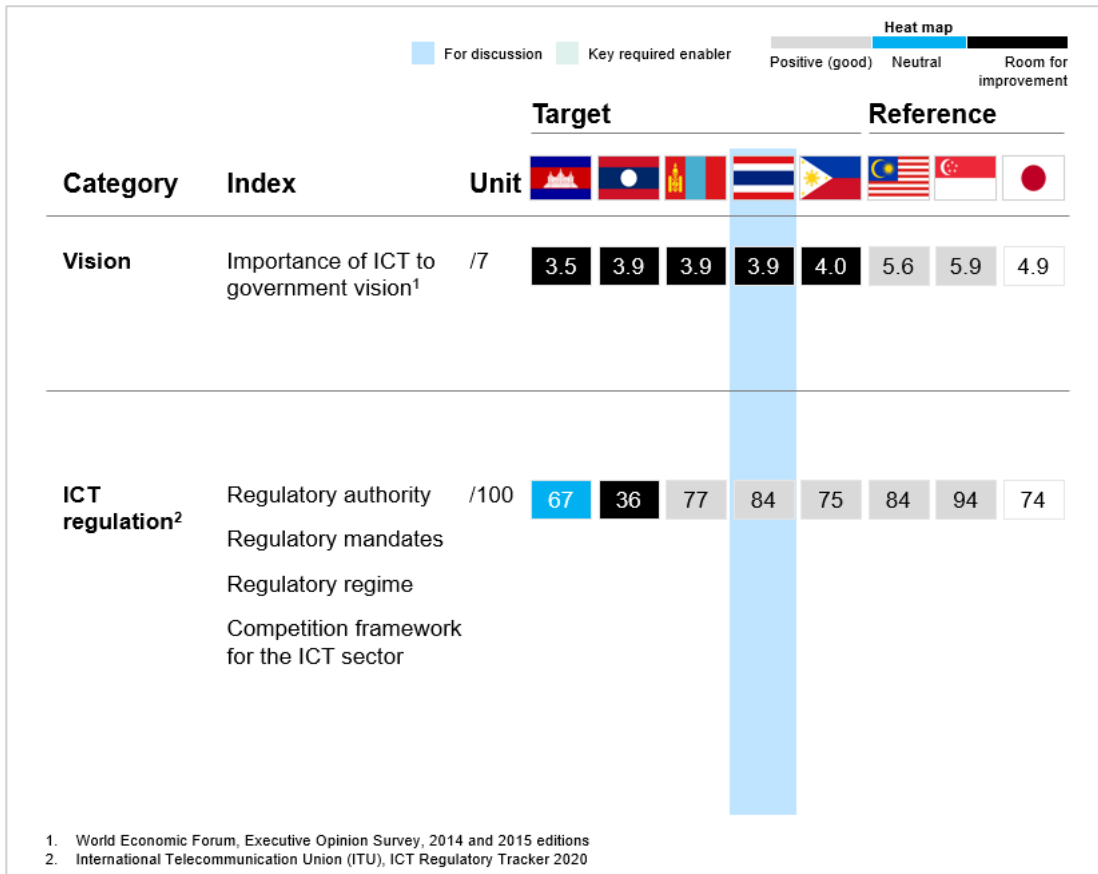 For discussion
Key required enabler
Heat map
Positive (good)
Neutral
Room for
improvement
Target
Reference
Category
Index
Unit
Vision
Importance of ICT to
government vision1
/7
3.5
3.9
3.9
3.9
4.0
5.6
5.9
4.9
ICT
regulation2
Regulatory authority
/100
67
36
77
84
75
84
94
74
Regulatory mandates
Regulatory regime
Competition framework
for the ICT sector
1. World Economic Forum, Executive Opinion Survey, 2014 and 2015 editions
2. International Telecommunication Union (ITU), ICT Regulatory Tracker 2020